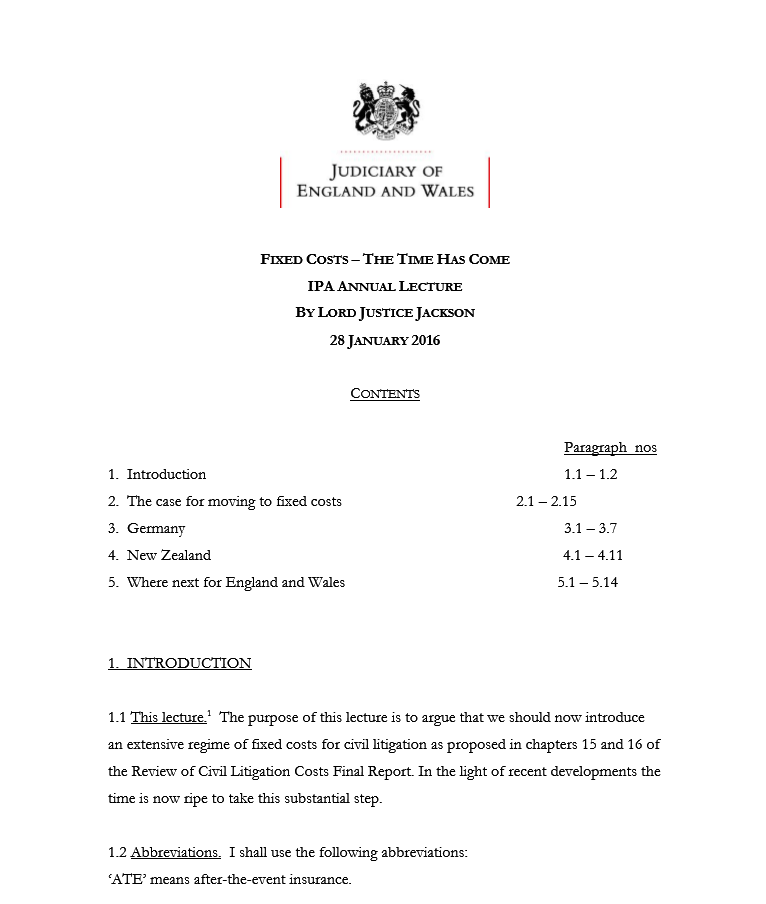 JUDICIARY OF
ENGLAND AND WALES
FIXED COSTS – THE TIME HAS COME
IPA ANNUAL LECTURE
BY LORD JUSTICE JACKSON
28 JANUARY 2016
CONTENTS
Paragraph nos
1. Introduction 1.1 – 1.2
2. The case for moving to fixed costs 2.1 – 2.15
3. Germany 3.1 – 3.7
4. New Zealand 4.1 – 4.11
5. Where next for England and Wales 5.1 – 5.14
1. INTRODUCTION
1.1 This lecture.1 The purpose of this lecture is to argue that we should now introduce
an extensive regime of fixed costs for civil litigation as proposed in chapters 15 and 16 of
the Review of Civil Litigation Costs Final Report. In the light of recent developments the
time is now ripe to take this substantial step.
1.2 Abbreviations. I shall use the following abbreviations:
‘ATE’ means after-the-event insurance.